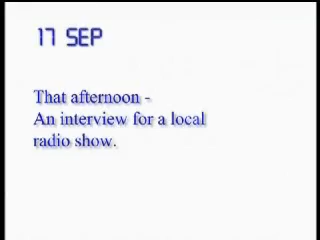 17 SEP
That afternoon -
An interview for a local
radio show.